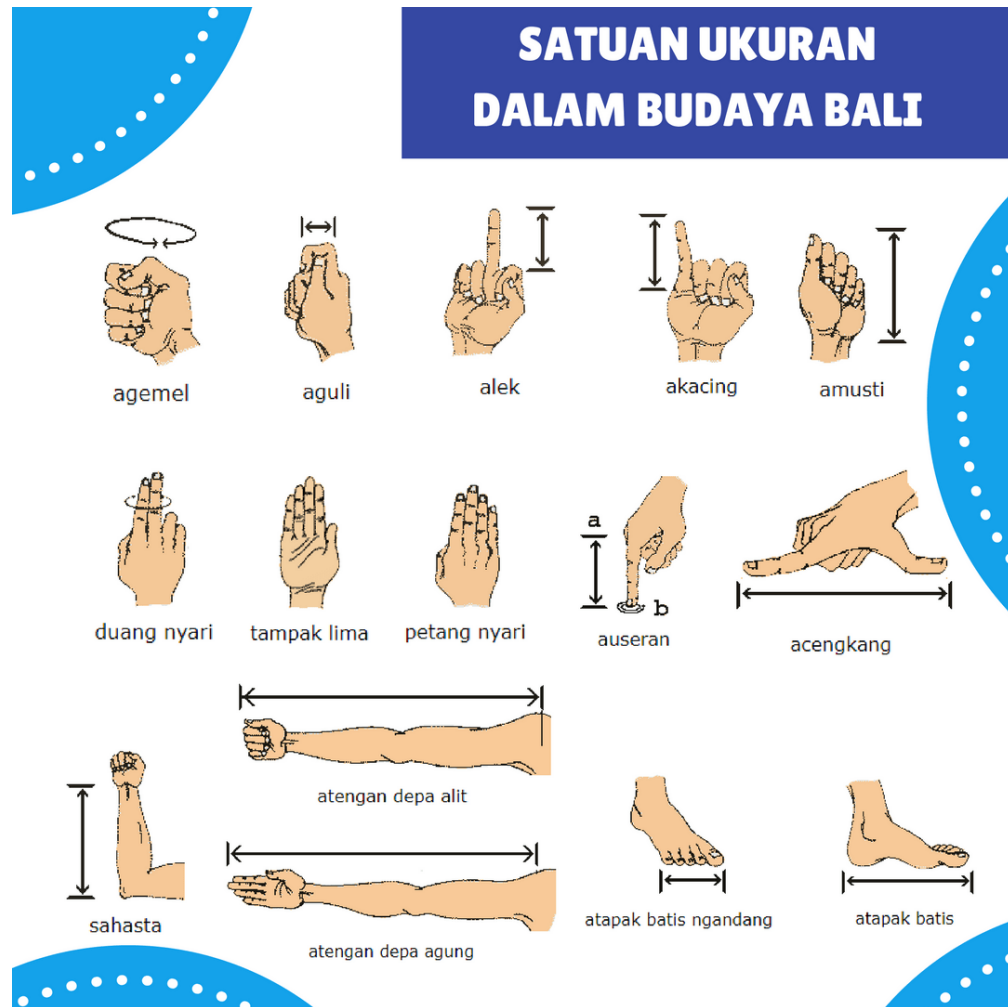 SATUAN UKURAN
DALAM BUDAYA BALI
agemel
aguli
alek
akacing
amusti
duang nyari
tampak lima
petang nyari
a
b
auseran
acengkang
sahasta
atengan depa alit
atengan depa agung
atapak batis ngandang
atapak batis